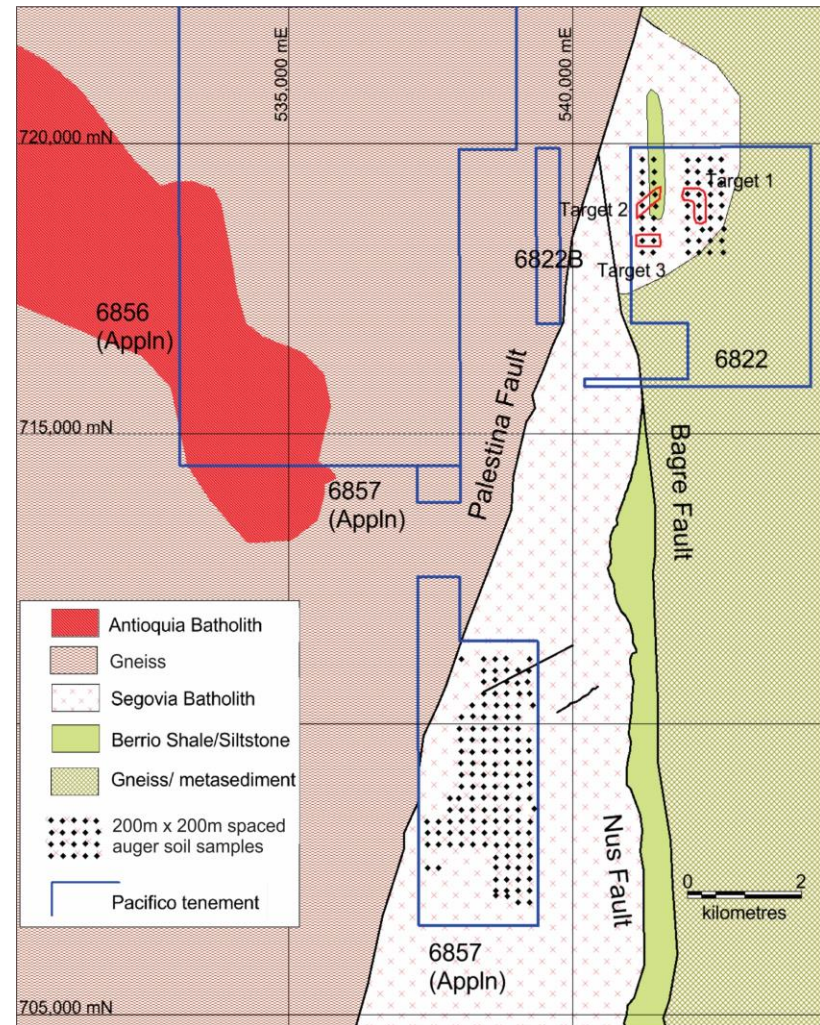 535,000 mE
540,000 mE
720,000 mN
Target 1
Target 2
6822B
Target 3
6856
(Appln)
6822
Palestina Fault
715,000 mN
Bagre Fault
6857
(Appln)
Antioquia Batholith
Gneiss
Segovia Batholith
Berrio Shale/Siltstone
Gneiss/ metasediment
200m x 200m spaced
auger soil samples
Pacifico tenement
Nus Fault
0 2
kilometres
6857
(Appln)
705,000 mN